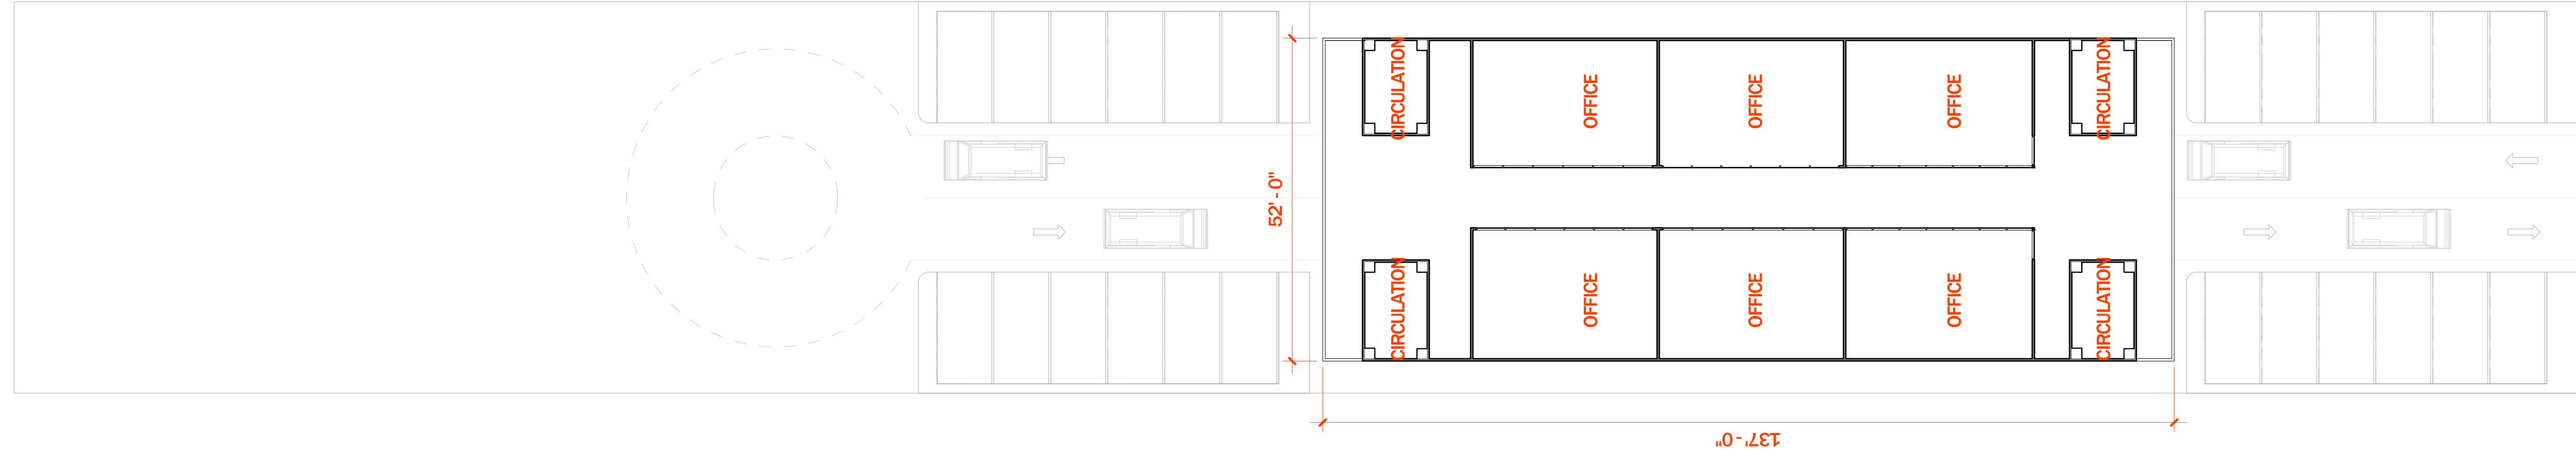 CIRCULATION
OFFICE
OFFICE
OFFICE
CIRCULATION
52' - 0"
CIRCULATION
OFFICE
OFFICE
OFFICE
CIRCULATION
137' - 0"